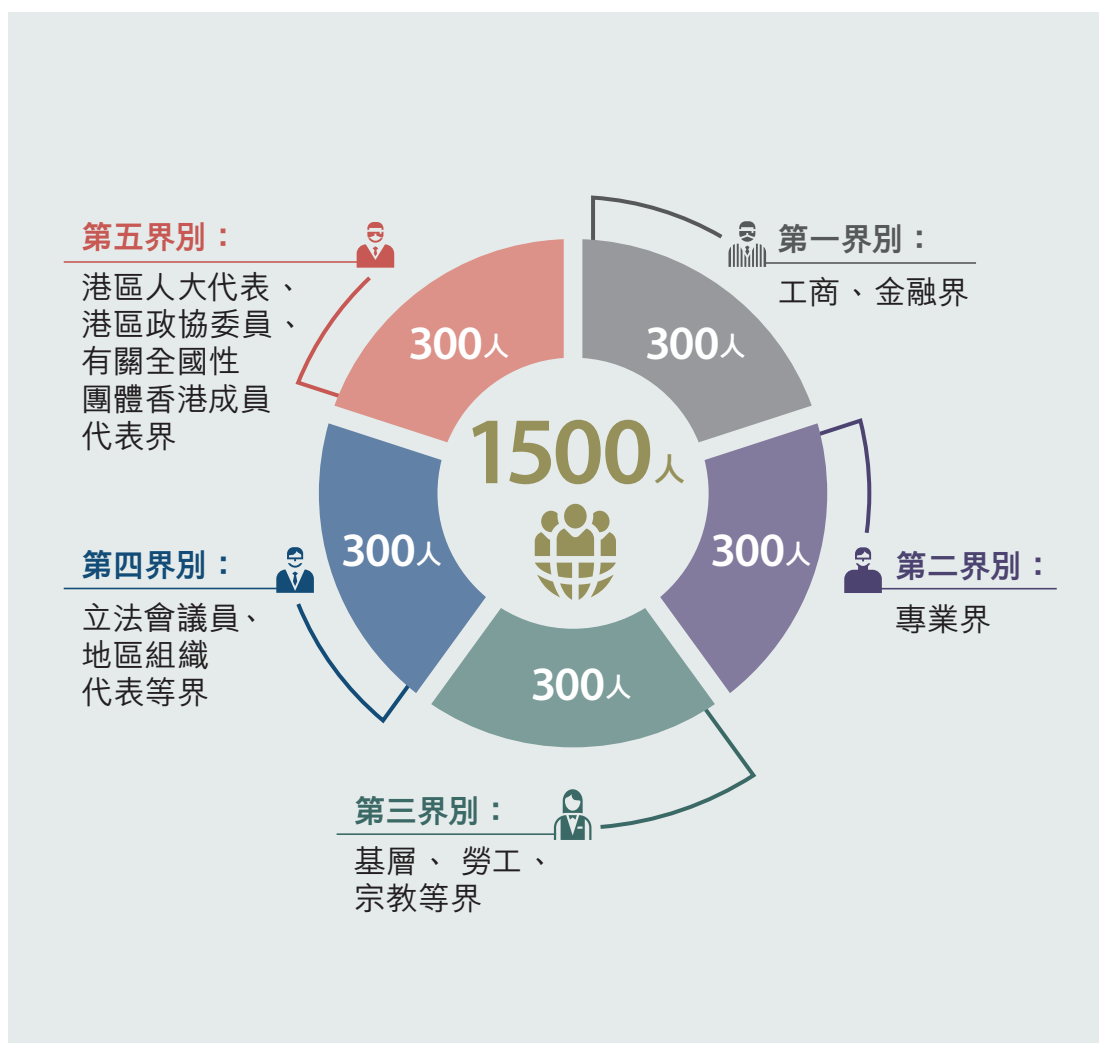 第五界別：
港區人大代表、
港區政協委員、
有關全國性
團體香港成員
代表界
300人
300人
第一界別：
工商、金融界
1500人
第四界別：
立法會議員、
地區組織
代表等界
300人
300人
第二界別：
專業界
300人
第三界別：
基層、 勞工、
宗教等界